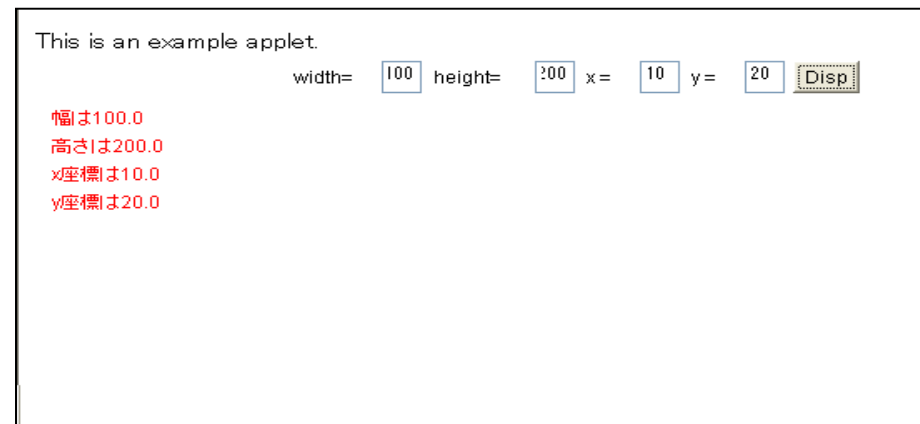 This is an example applet.
width= 100 height= 200 x= 10 y= 20 Disp
幅は100.0
高さは200.0
x座標は10.0
y座標は20.0